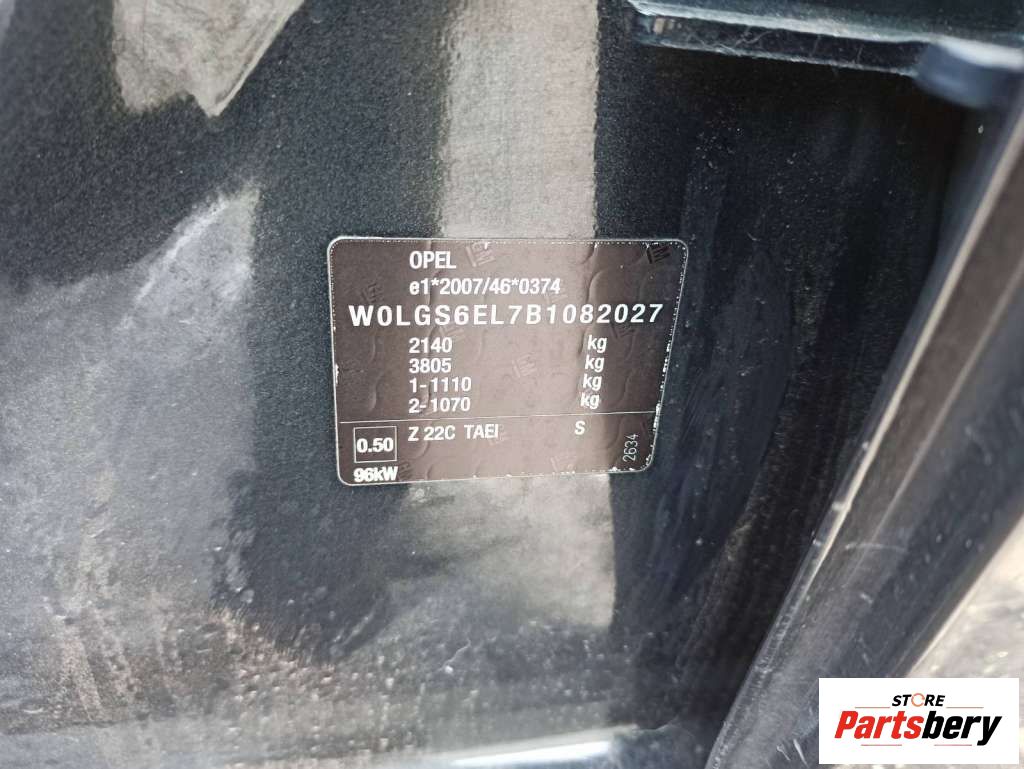 OPEL
e1*2007/46*0374
W0LGS6EL7B1082027
2140 kg
3805 kg
1-1110 kg
2-1070 kg
0.50 Z 22C TAEI S
96kW
2634
STORE
Partsbery